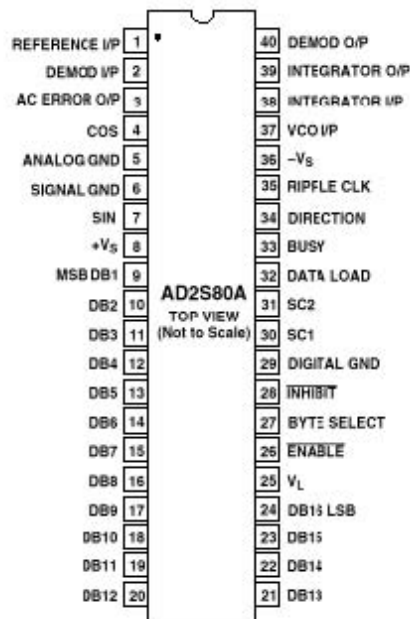 REFERENCE I/P 1
DEMOD I/P 2
AC ERROR O/P 3
COS 4
ANALOG GND 5
SIGNAL GND 6
SIN 7
+VS 8
MSB DB1 9
DB2 10
DB3 11
DB4 12
DB5 13
DB6 14
DB7 15
DB8 16
DB9 17
DB10 18
DB11 19
DB12 20
AD2S80A
TOP VIEW
(Not to Scale)
40 DEMOD O/P
39 INTEGRATOR O/P
38 INTEGRATOR I/P
37 VCO I/P
36 –VS
35 RIPPLE CLK
34 DIRECTION
33 BUSY
32 DATA LOAD
31 SC2
30 SC1
29 DIGITAL GND
28 INHIBIT
27 BYTE SELECT
26 ENABLE
25 VL
24 DB16 LSB
23 DB15
22 DB14
21 DB13